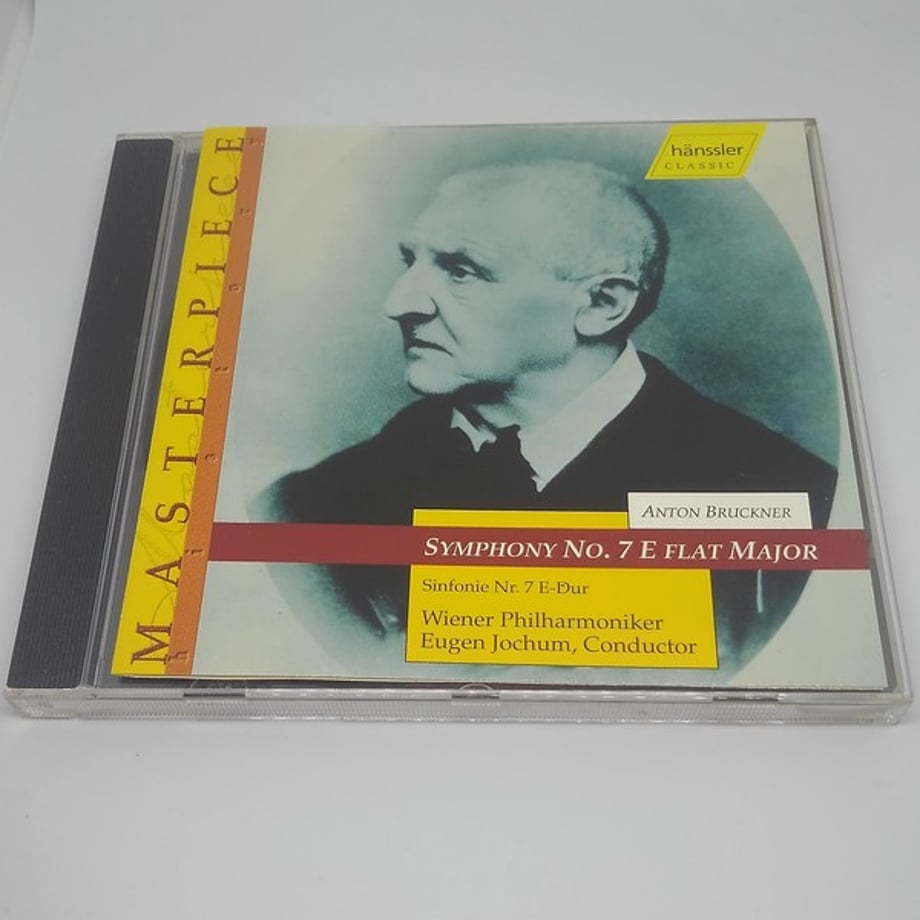 MASTERPIECE
historic
hänssler
CLASSIC
ANTON BRUCKNER
SYMPHONY NO. 7 E FLAT MAJOR
Sinfonie Nr. 7 E-Dur
Wiener Philharmoniker
Eugen Jochum, Conductor